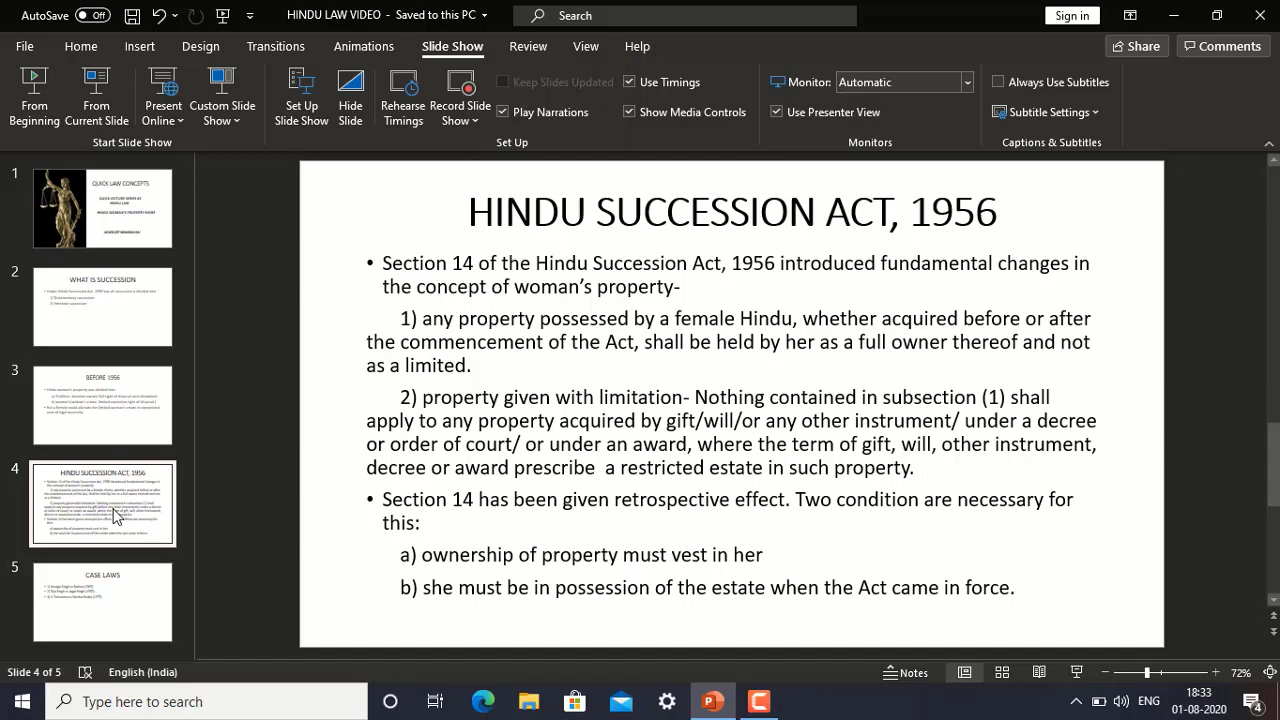 AutoSave Off HINDU LAW VIDEO - Saved to this PC Search Sign in
File Home Insert Design Transitions Animations Slide Show Review View Help Share Comments
From Beginning
From Current Slide
Present Online
Custom Slide Show
Set Up Slide Show
Hide Slide
Rehearse Timings
Record Slide Show
Keep Slides Updated
Play Narrations
Use Timings
Show Media Controls
Monitor: Automatic
Use Presenter View
Always Use Subtitles
Subtitle Settings
Start Slide Show Set Up Monitors Captions & Subtitles
1
QUICK LAW CONCEPTS
HINDU LAW
2
WHAT IS SUCCESSION
3
BEFORE 1956
4
HINDU SUCCESSION ACT, 1956
5
CASE LAWS
HINDU SUCCESSION ACT, 1956
• Section 14 of the Hindu Succession Act, 1956 introduced fundamental changes in
the concept of woman's property-
1) any property possessed by a female Hindu, whether acquired before or after
the commencement of the Act, shall be held by her as a full owner thereof and not
as a limited.
2) property given with limitation- Nothing contained in subsection (1) shall
apply to any property acquired by gift/will/or any other instrument/ under a decree
or order of court/ or under an award, where the term of gift, will, other instrument,
decree or award prascribe a restricted estate in such property.
• Section 14 has been given retrospective effect. Two condition are necessary for
this:
a) ownership of property must vest in her
b) she must be in possession of the estate when the Act came in force.
Slide 4 of 5 English (India) Notes 72%
Type here to search ENG 18:33
01-08-2020 4